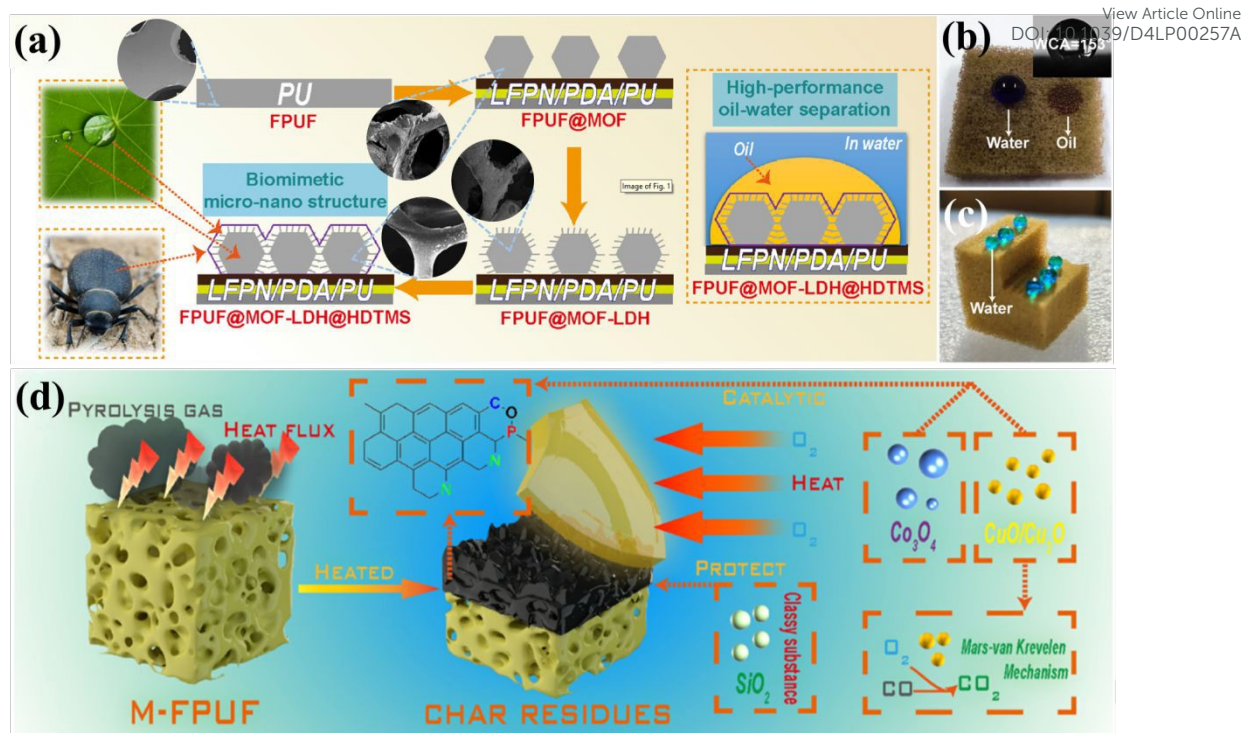 View Article Online
DOI: 10.1039/D4LP00257A
(a)
PU
FPUF
LFPN/PDA/PU
FPUF@MOF
Biomimetic
micro-nano structure
LFPN/PDA/PU
FPUF@MOF-LDH@HDTMS
Image of Fig. 1
LFPN/PDA/PU
FPUF@MOF-LDH
High-performance
oil-water separation
Oil
In water
LFPN/PDA/PU
FPUF@MOF-LDH@HDTMS
(b)
WCA=153°
Water
Oil
(c)
Water
(d)
PYROLYSIS GAS
HEAT FLUX
M-FPUF
HEATED
C
O
P
N
N
CHAR RESIDUES
CATALYTIC
O2
HEAT
O2
PROTECT
SiO2
Classy substance
Co3O4
CuO/Cu2O
O2
CO
CO2
Mars-van Krevelen
Mechanism